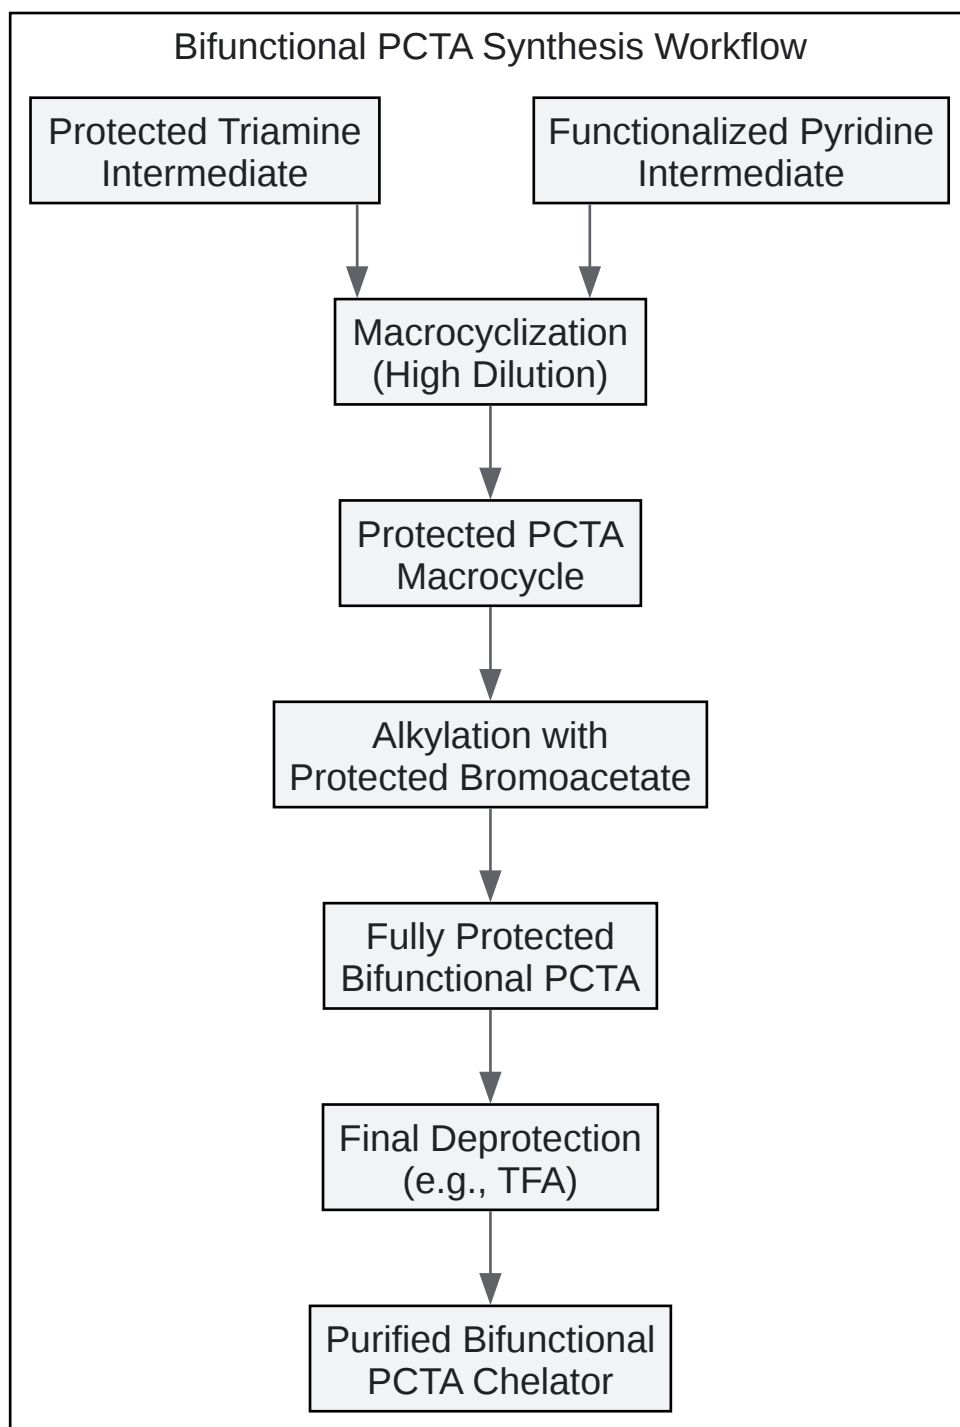 Bifunctional PCTA Synthesis Workflow
Protected Triamine
Intermediate
Functionalized Pyridine
Intermediate
Macrocyclization
(High Dilution)
Protected PCTA
Macrocycle
Alkylation with
Protected Bromoacetate
Fully Protected
Bifunctional PCTA
Final Deprotection
(e.g., TFA)
Purified Bifunctional
PCTA Chelator